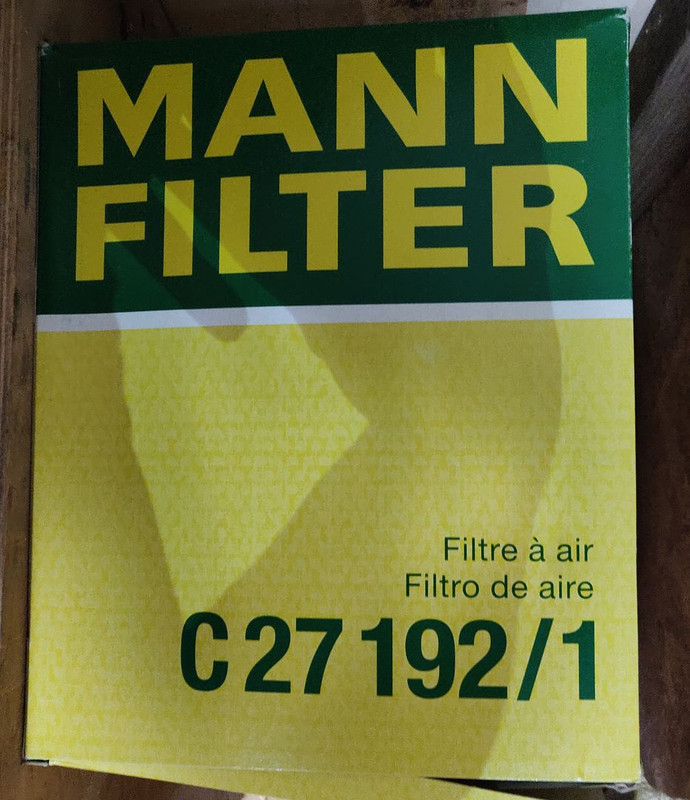 MANN
FILTER
Filtre à air
Filtro de aire
C 27 192/1